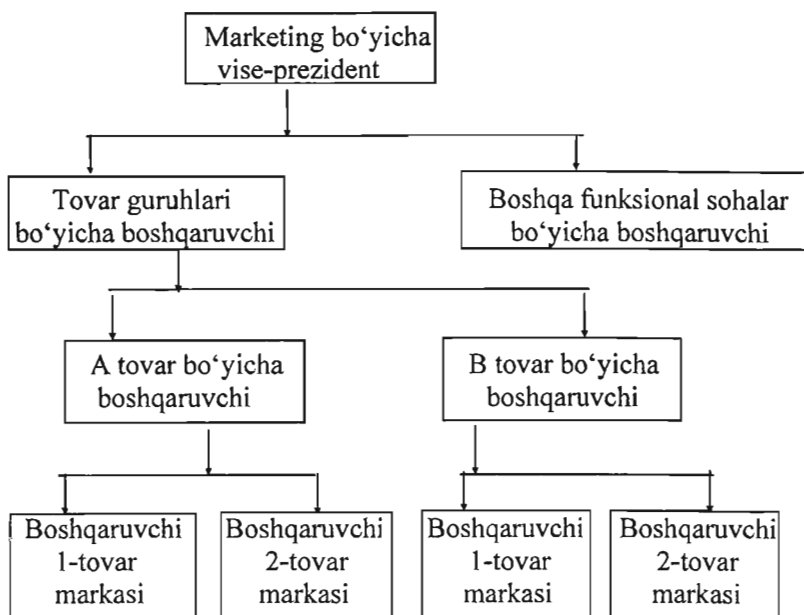 Marketing bo‘yicha
vise-prezident
Tovar guruhlari
bo‘yicha boshqaruvchi
Boshqa funksional sohalar
bo‘yicha boshqaruvchi
A tovar bo‘yicha
boshqaruvchi
B tovar bo‘yicha
boshqaruvchi
Boshqaruvchi
1-tovar
markasi
Boshqaruvchi
2-tovar
markasi
Boshqaruvchi
1-tovar
markasi
Boshqaruvchi
2-tovar
markasi